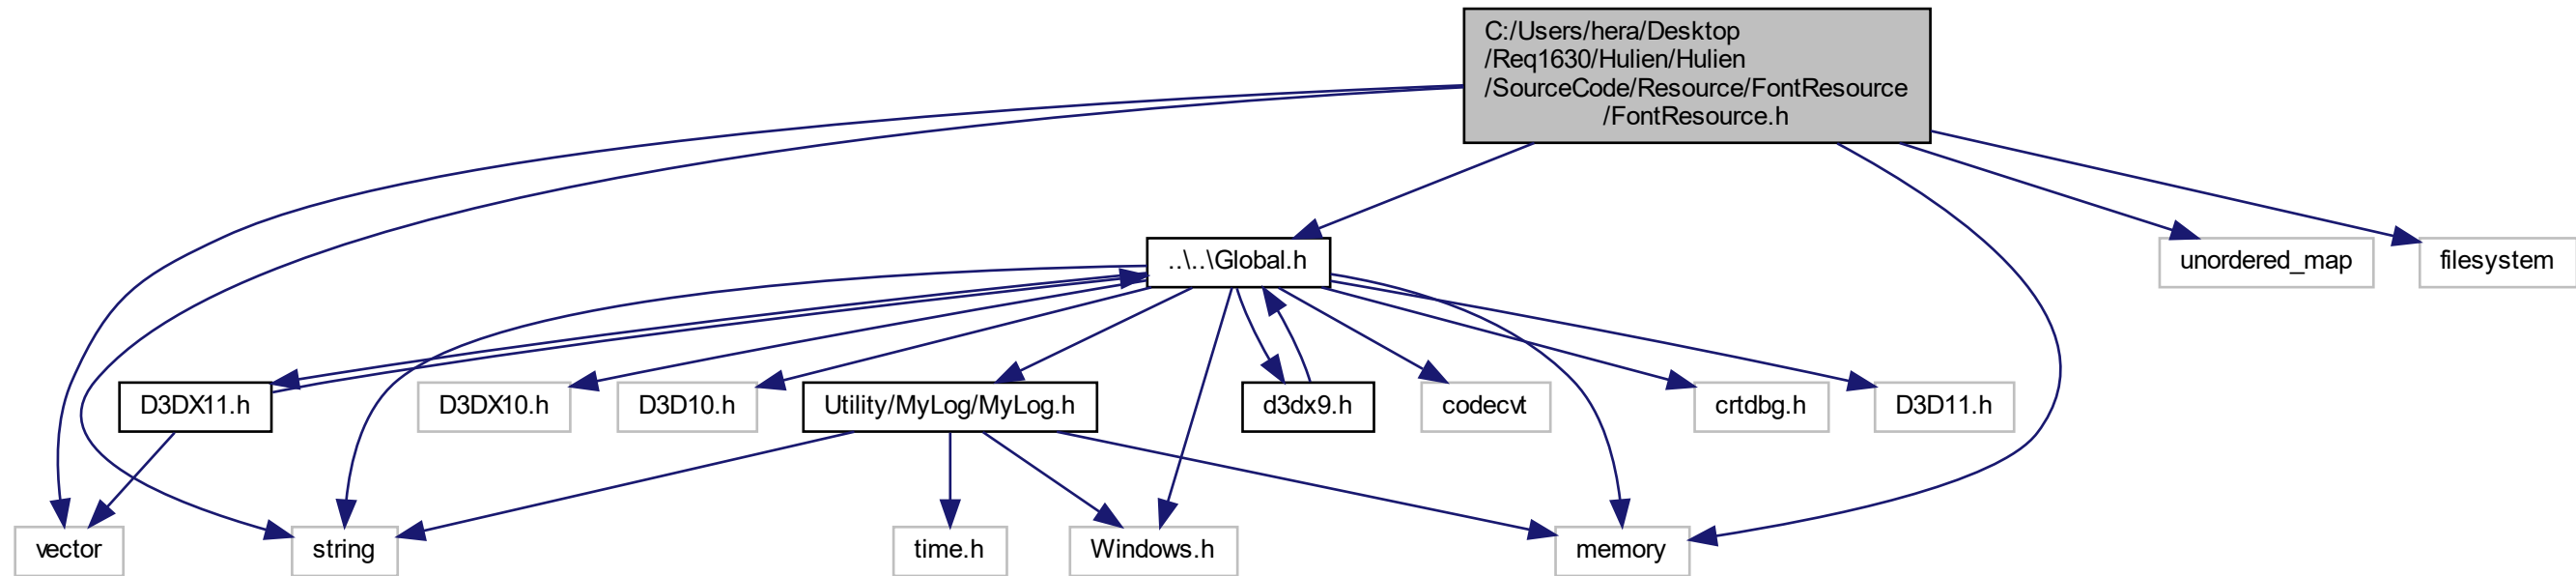 C:/Users/hera/Desktop
/Req1630/Hulien/Hulien
/SourceCode/Resource/FontResource
/FontResource.h
..\..\Global.h
unordered_map
filesystem
D3DX11.h
D3DX10.h
D3D10.h
Utility/MyLog/MyLog.h
d3dx9.h
codecvt
crtdbg.h
D3D11.h
vector
string
time.h
Windows.h
memory